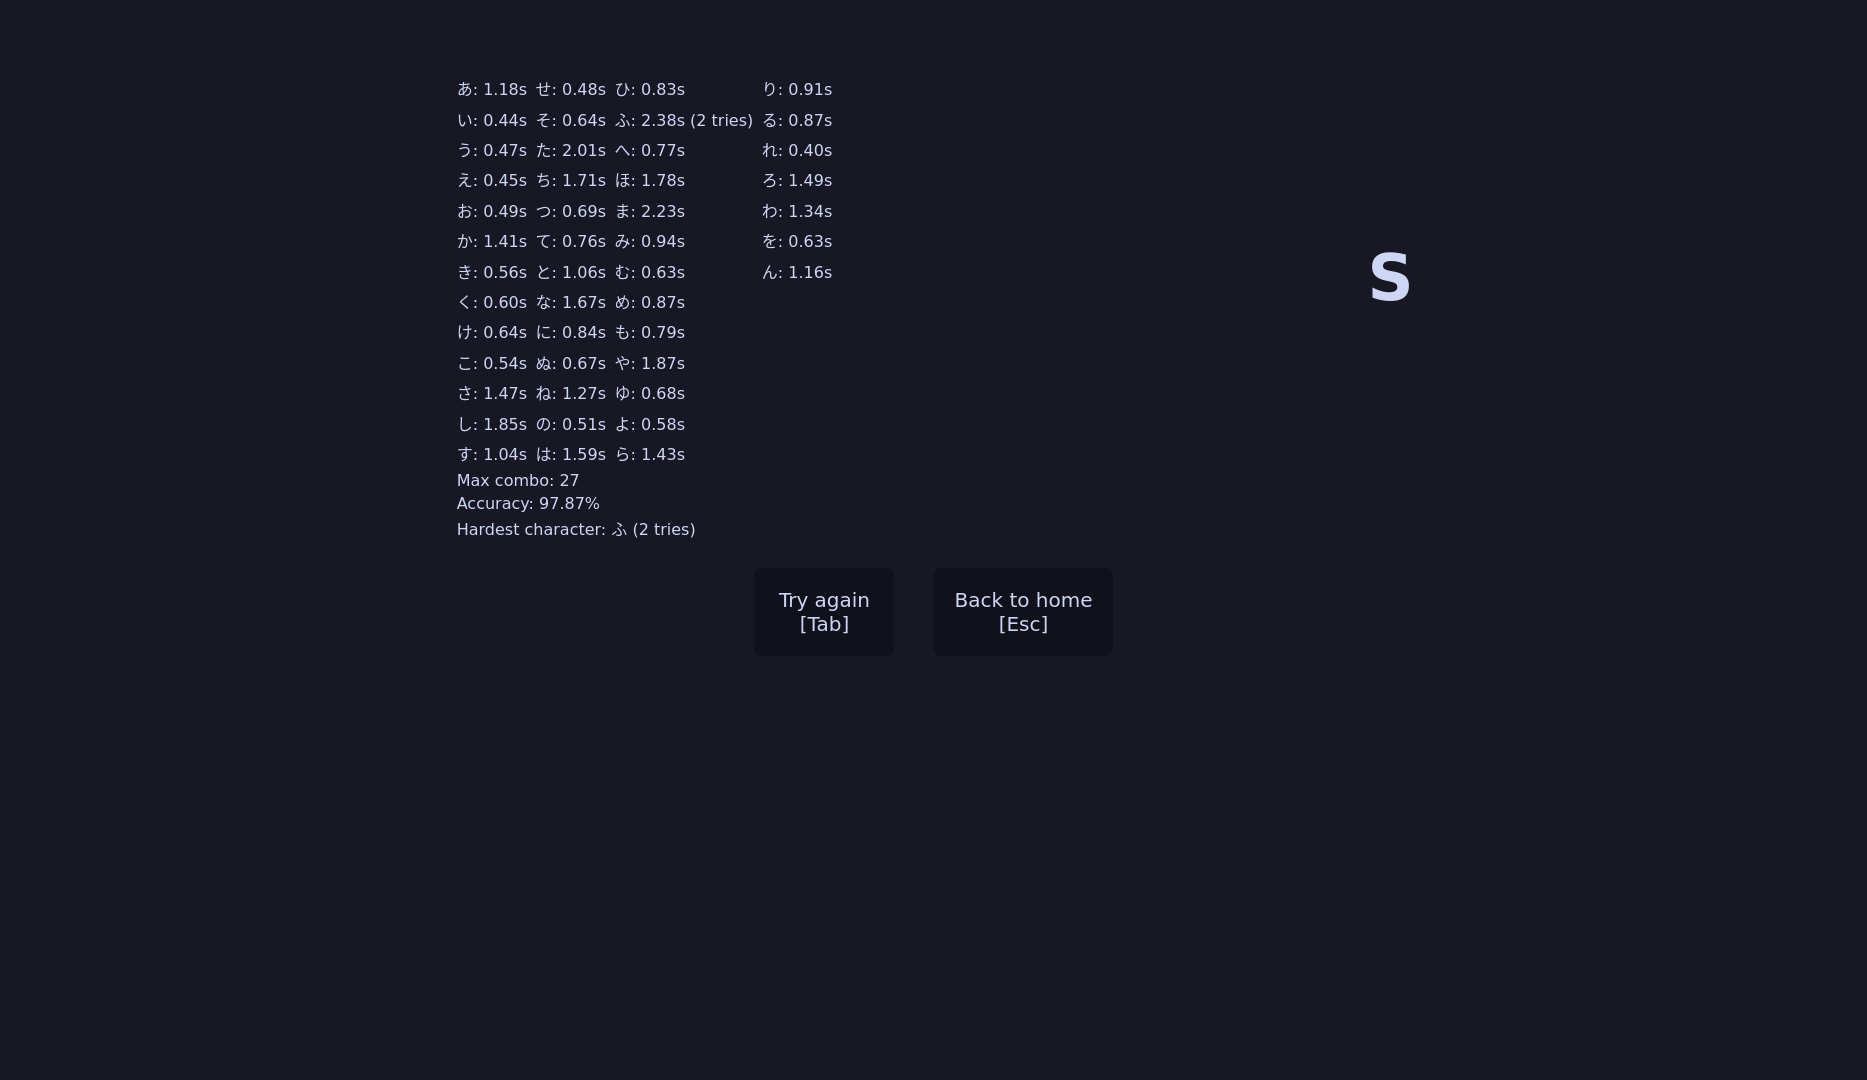 あ: 1.18s せ: 0.48s ひ: 0.83s り: 0.91s
い: 0.44s そ: 0.64s ふ: 2.38s (2 tries) る: 0.87s
う: 0.47s た: 2.01s へ: 0.77s れ: 0.40s
え: 0.45s ち: 1.71s ほ: 1.78s ろ: 1.49s
お: 0.49s つ: 0.69s ま: 2.23s わ: 1.34s
か: 1.41s て: 0.76s み: 0.94s を: 0.63s
き: 0.56s と: 1.06s む: 0.63s ん: 1.16s
く: 0.60s な: 1.67s め: 0.87s
け: 0.64s に: 0.84s も: 0.79s
こ: 0.54s ぬ: 0.67s や: 1.87s
さ: 1.47s ね: 1.27s ゆ: 0.68s
し: 1.85s の: 0.51s よ: 0.58s
す: 1.04s は: 1.59s ら: 1.43s
Max combo: 27
Accuracy: 97.87%
Hardest character: ふ (2 tries)
S
Try again
[Tab]
Back to home
[Esc]